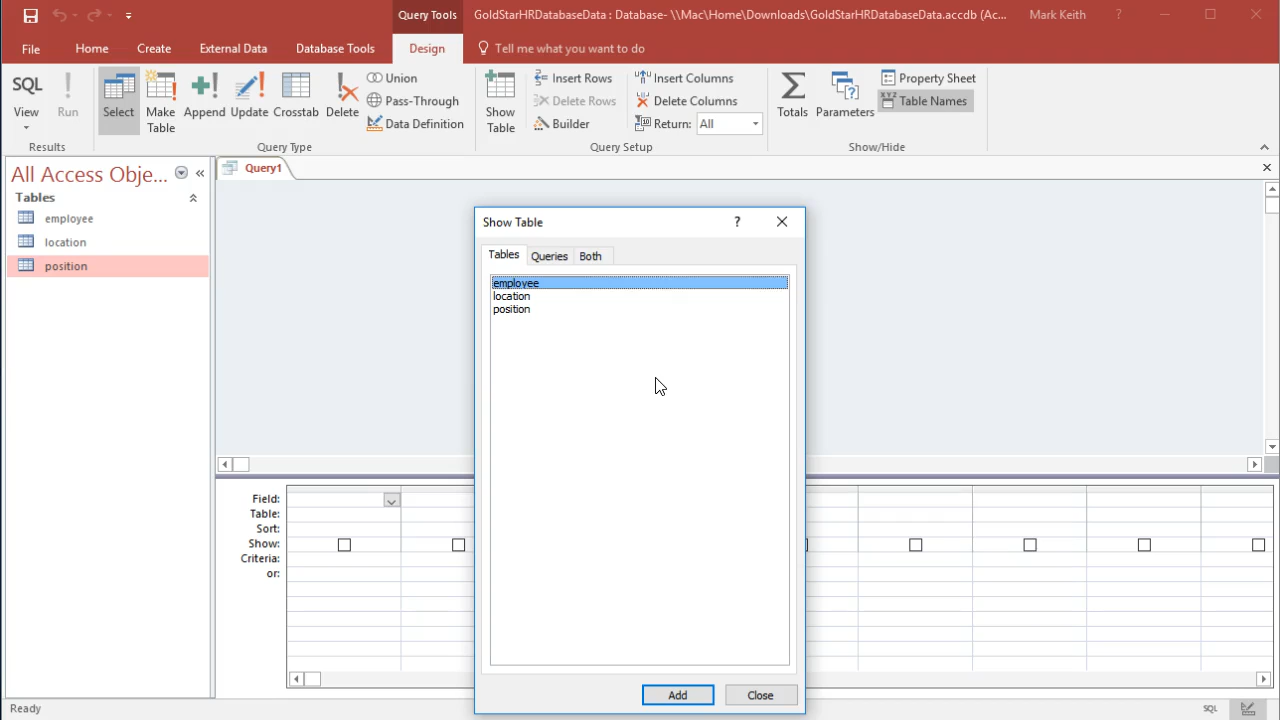 Query Tools
GoldStarHRDatabaseData : Database- \\Mac\Home\Downloads\GoldStarHRDatabaseData.accdb (Ac...
Mark Keith
?
File
Home
Create
External Data
Database Tools
Design
Tell me what you want to do
SQL
View
Run
Select
Make
Table
Append
Update
Crosstab
Delete
Union
Pass-Through
Data Definition
Show
Table
Insert Rows
Delete Rows
Builder
Insert Columns
Delete Columns
Return: All
Totals
Parameters
Property Sheet
XYZ Table Names
Results
Query Type
Query Setup
Show/Hide
All Access Obje...
Tables
employee
location
position
Query1
Show Table
?
Tables
Queries
Both
employee
location
position
Add
Close
Field:
Table:
Sort:
Show:
Criteria:
or:
Ready
SQL